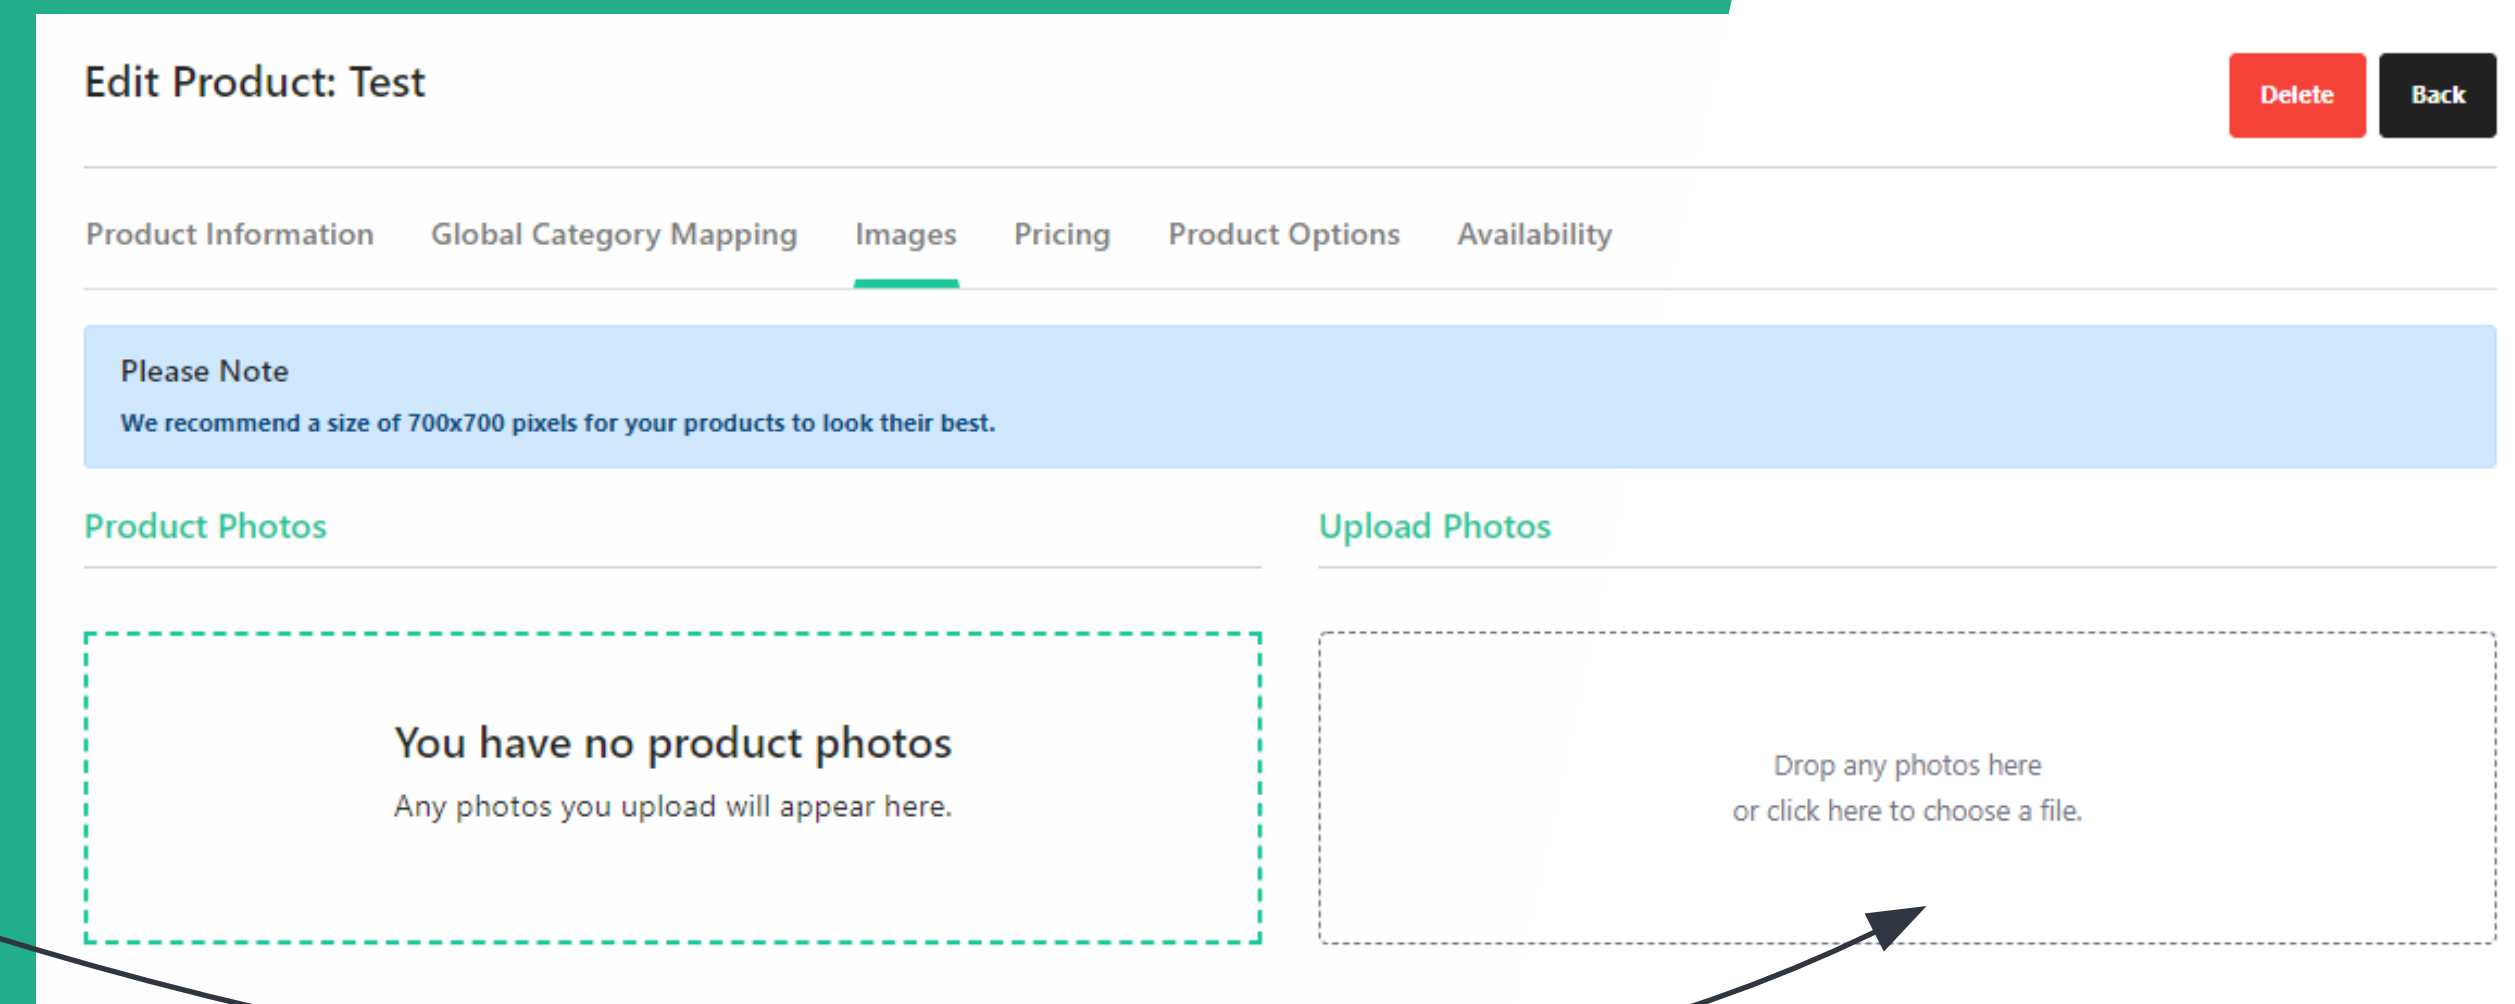 Edit Product: Test
Delete
Back
Product Information
Global Category Mapping
Images
Pricing
Product Options
Availability
Please Note
We recommend a size of 700x700 pixels for your products to look their best.
Product Photos
Upload Photos
You have no product photos
Any photos you upload will appear here.
Drop any photos here
or click here to choose a file.